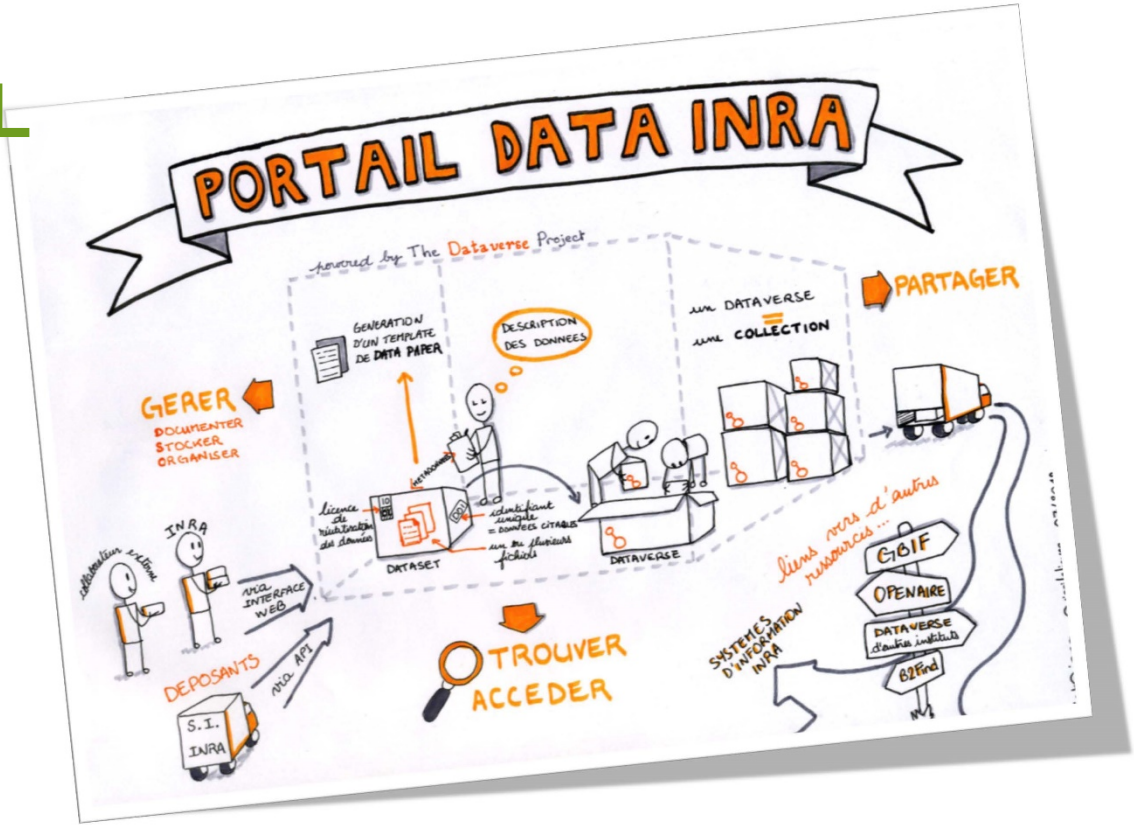 PORTAIL DATA INRA
powered by The Dataverse Project
GENERATION
D'UN TEMPLATE
DE DATA PAPER
DESCRIPTION
DES DONNEES
un DATAVERSE
=
une COLLECTION
PARTAGER
GERER
DOCUMENTER
STOCKER
ORGANISER
METADONNEES
licence
de
réutilisation
des données
DOI
identifiant
unique
= DONNEES CITABLES
un ou plusieurs
fichiers
DATASET
DATAVERSE
collaborateur externe
INRA
via
INTERFACE
WEB
DEPOSANTS
via API
S.I.
INRA
TROUVER
ACCEDER
liens vers d'autres
ressources...
GBIF
OPENAIRE
DATAVERSE
d'autres instituts
B2Find
SYSTEMES
D'INFORMATION
INRA